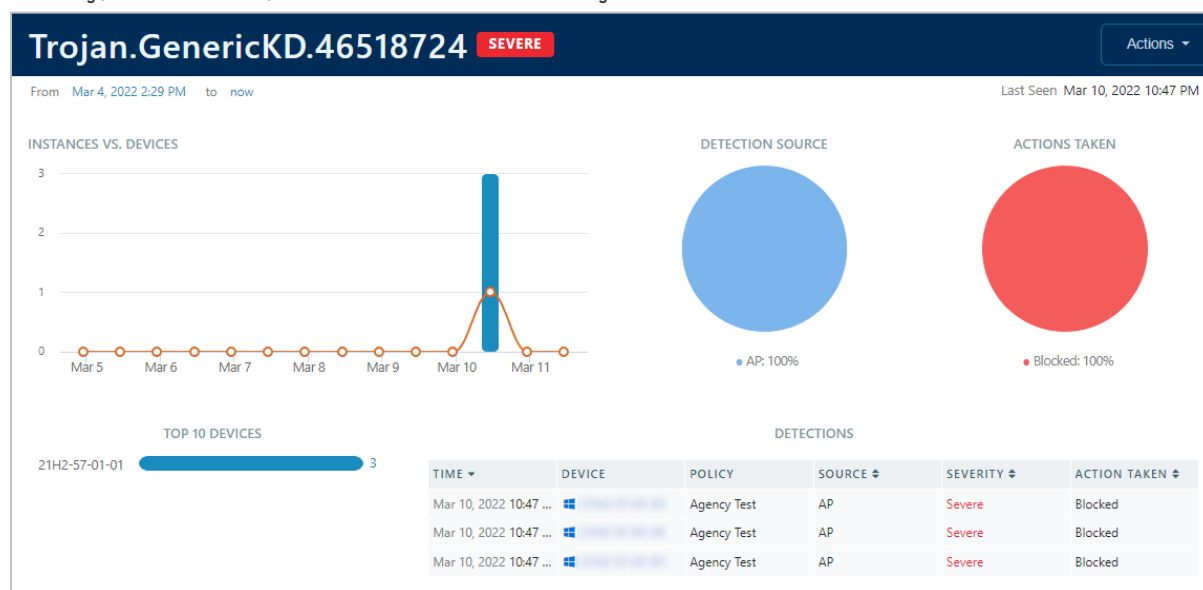 Trojan.GenericKD.46518724 SEVERE
Actions
From Mar 4, 2022 2:29 PM to now
Last Seen Mar 10, 2022 10:47 PM
INSTANCES VS. DEVICES
3
2
1
0
Mar 5 Mar 6 Mar 7 Mar 8 Mar 9 Mar 10 Mar 11
DETECTION SOURCE
AP: 100%
ACTIONS TAKEN
Blocked: 100%
TOP 10 DEVICES
21H2-57-01-01 3
DETECTIONS
TIME DEVICE POLICY SOURCE SEVERITY ACTION TAKEN
Mar 10, 2022 10:47 ... Agency Test AP Severe Blocked
Mar 10, 2022 10:47 ... Agency Test AP Severe Blocked
Mar 10, 2022 10:47 ... Agency Test AP Severe Blocked